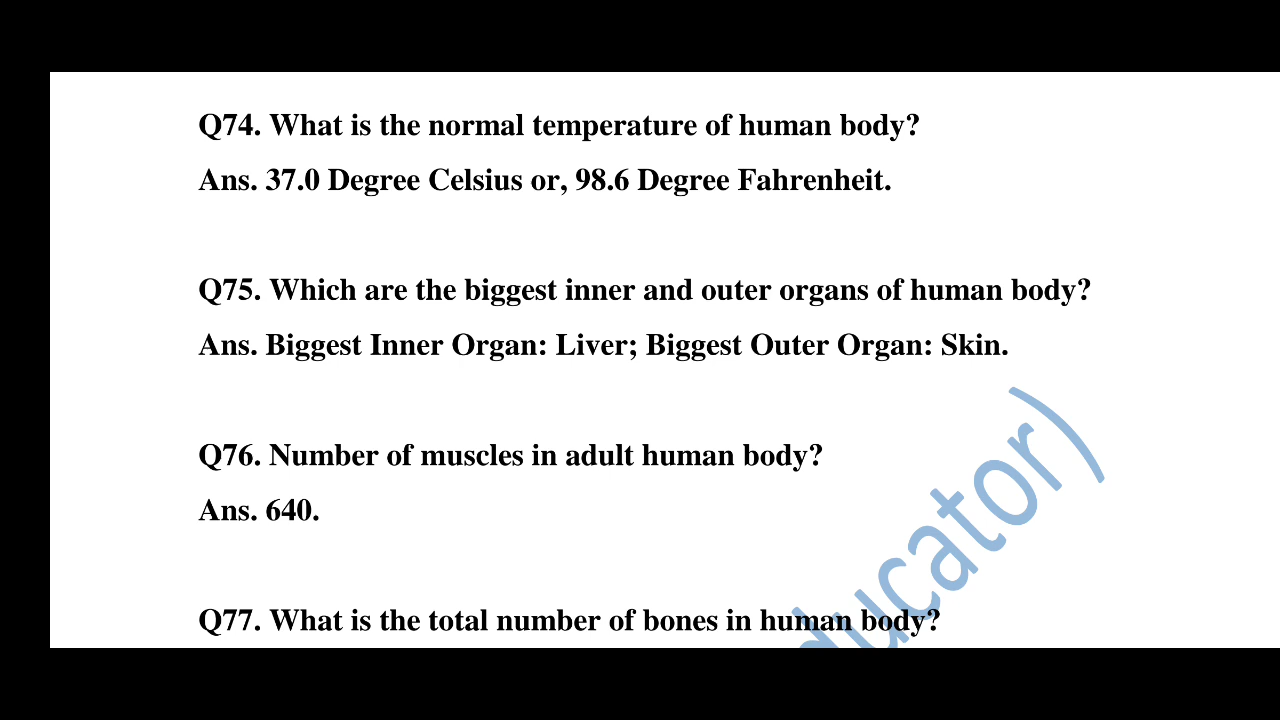 Q74. What is the normal temperature of human body?
Ans. 37.0 Degree Celsius or, 98.6 Degree Fahrenheit.
Q75. Which are the biggest inner and outer organs of human body?
Ans. Biggest Inner Organ: Liver; Biggest Outer Organ: Skin.
Q76. Number of muscles in adult human body?
Ans. 640.
Q77. What is the total number of bones in human body?